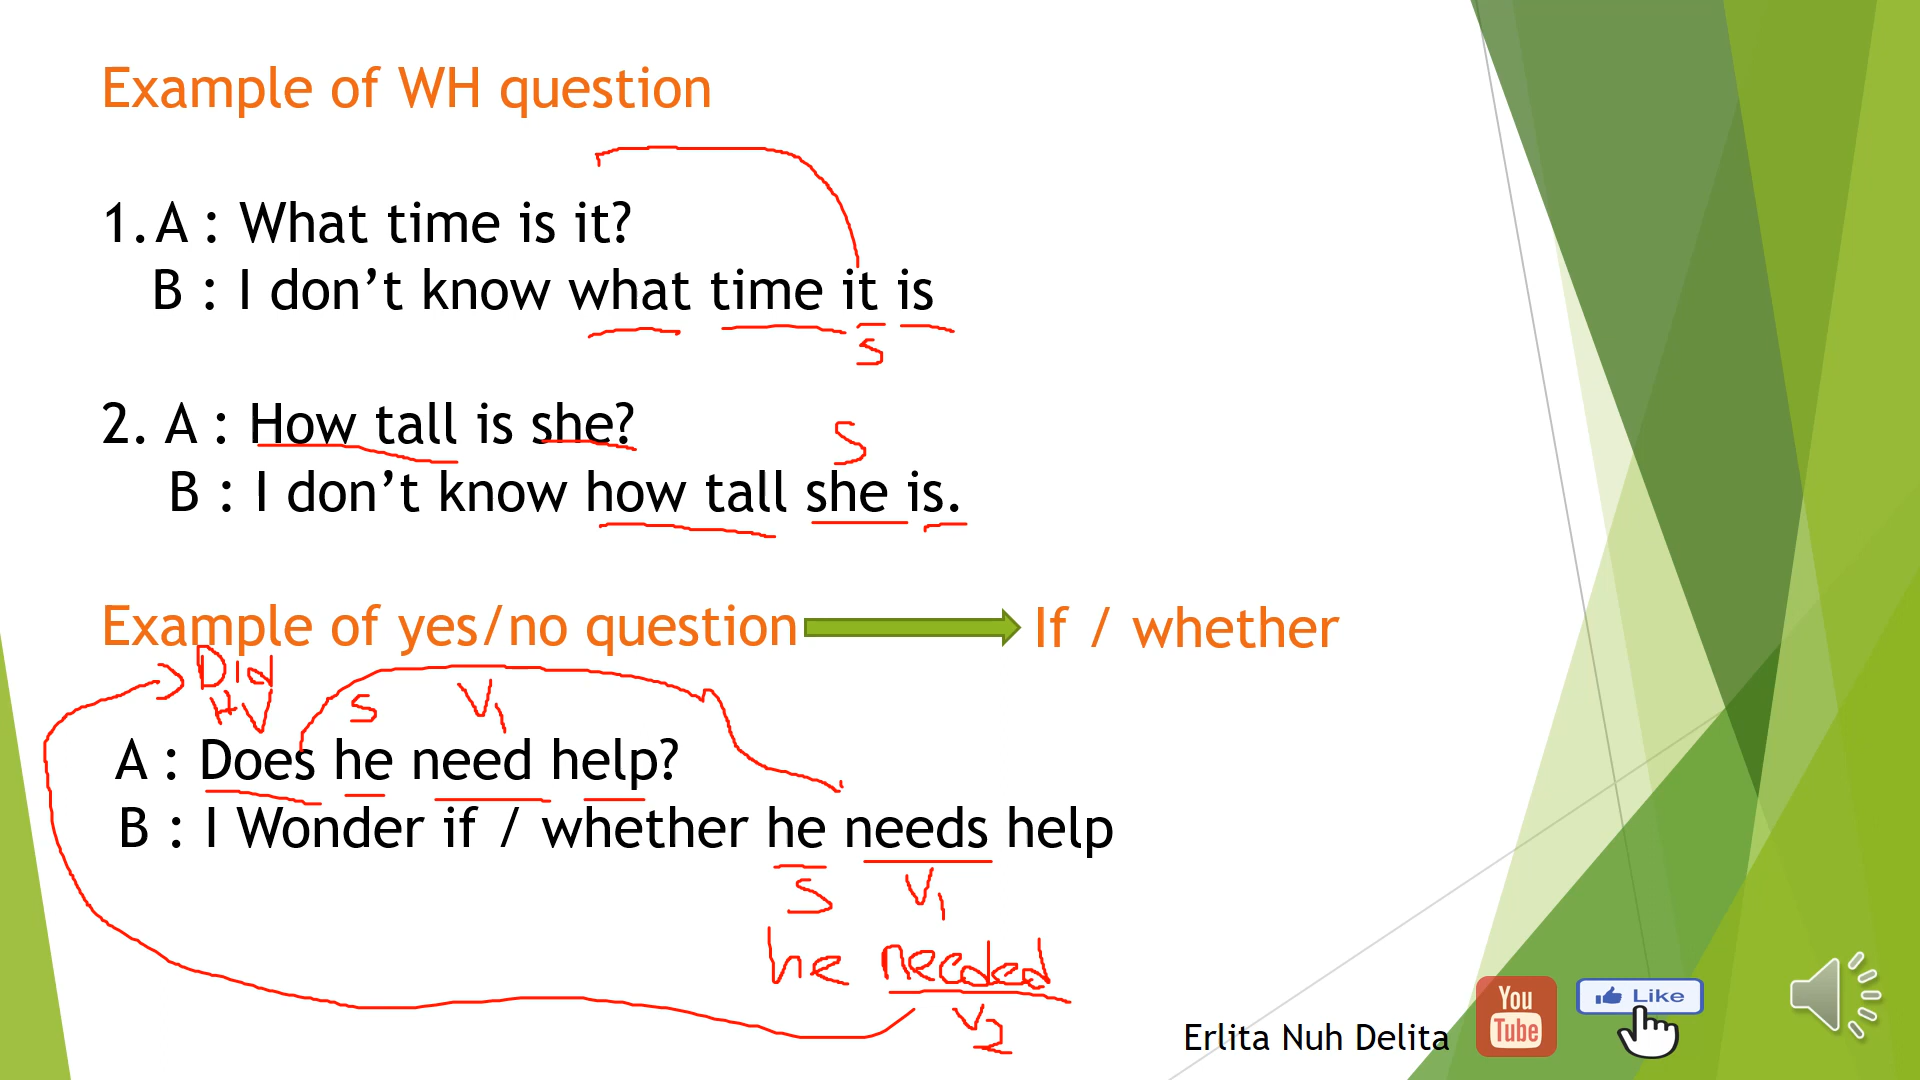 Example of WH question
1. A : What time is it?
B : I don't know what time it is
S
2. A : How tall is she?
S
B : I don't know how tall she is.
Example of yes/no question If / whether
Did
HV S V1
A : Does he need help?
B : I Wonder if / whether he needs help
S V1
he needed
V2
Erlita Nuh Delita
You Tube
Like